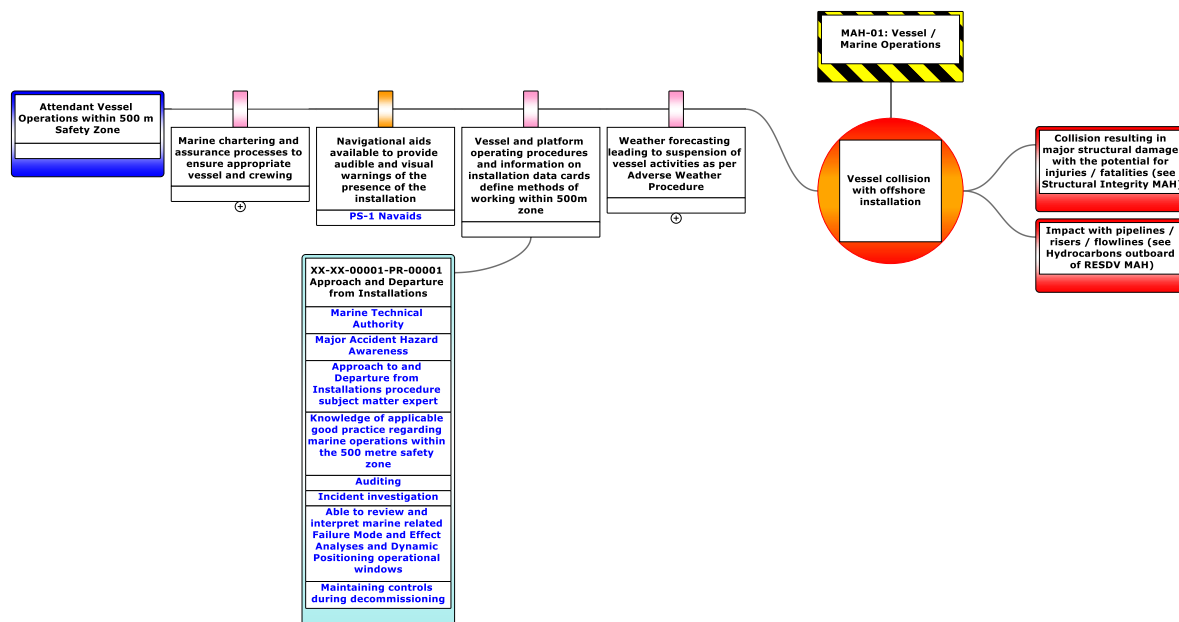 MAH-01: Vessel /
Marine Operations
Attendant Vessel
Operations within 500 m
Safety Zone
Marine chartering and
assurance processes to
ensure appropriate
vessel and crewing
Navigational aids
available to provide
audible and visual
warnings of the
presence of the
installation
PS-1 Navaids
Vessel and platform
operating procedures
and information on
installation data cards
define methods of
working within 500m
zone
Weather forecasting
leading to suspension of
vessel activities as per
Adverse Weather
Procedure
Vessel collision
with offshore
installation
Collision resulting in
major structural damage
with the potential for
injuries / fatalities (see
Structural Integrity MAH)
Impact with pipelines /
risers / flowlines (see
Hydrocarbons outboard
of RESDV MAH)
XX-XX-00001-PR-00001
Approach and Departure
from Installations
Marine Technical
Authority
Major Accident Hazard
Awareness
Approach to and
Departure from
Installations procedure
subject matter expert
Knowledge of applicable
good practice regarding
marine operations within
the 500 metre safety
zone
Auditing
Incident investigation
Able to review and
interpret marine related
Failure Mode and Effect
Analyses and Dynamic
Positioning operational
windows
Maintaining controls
during decommissioning